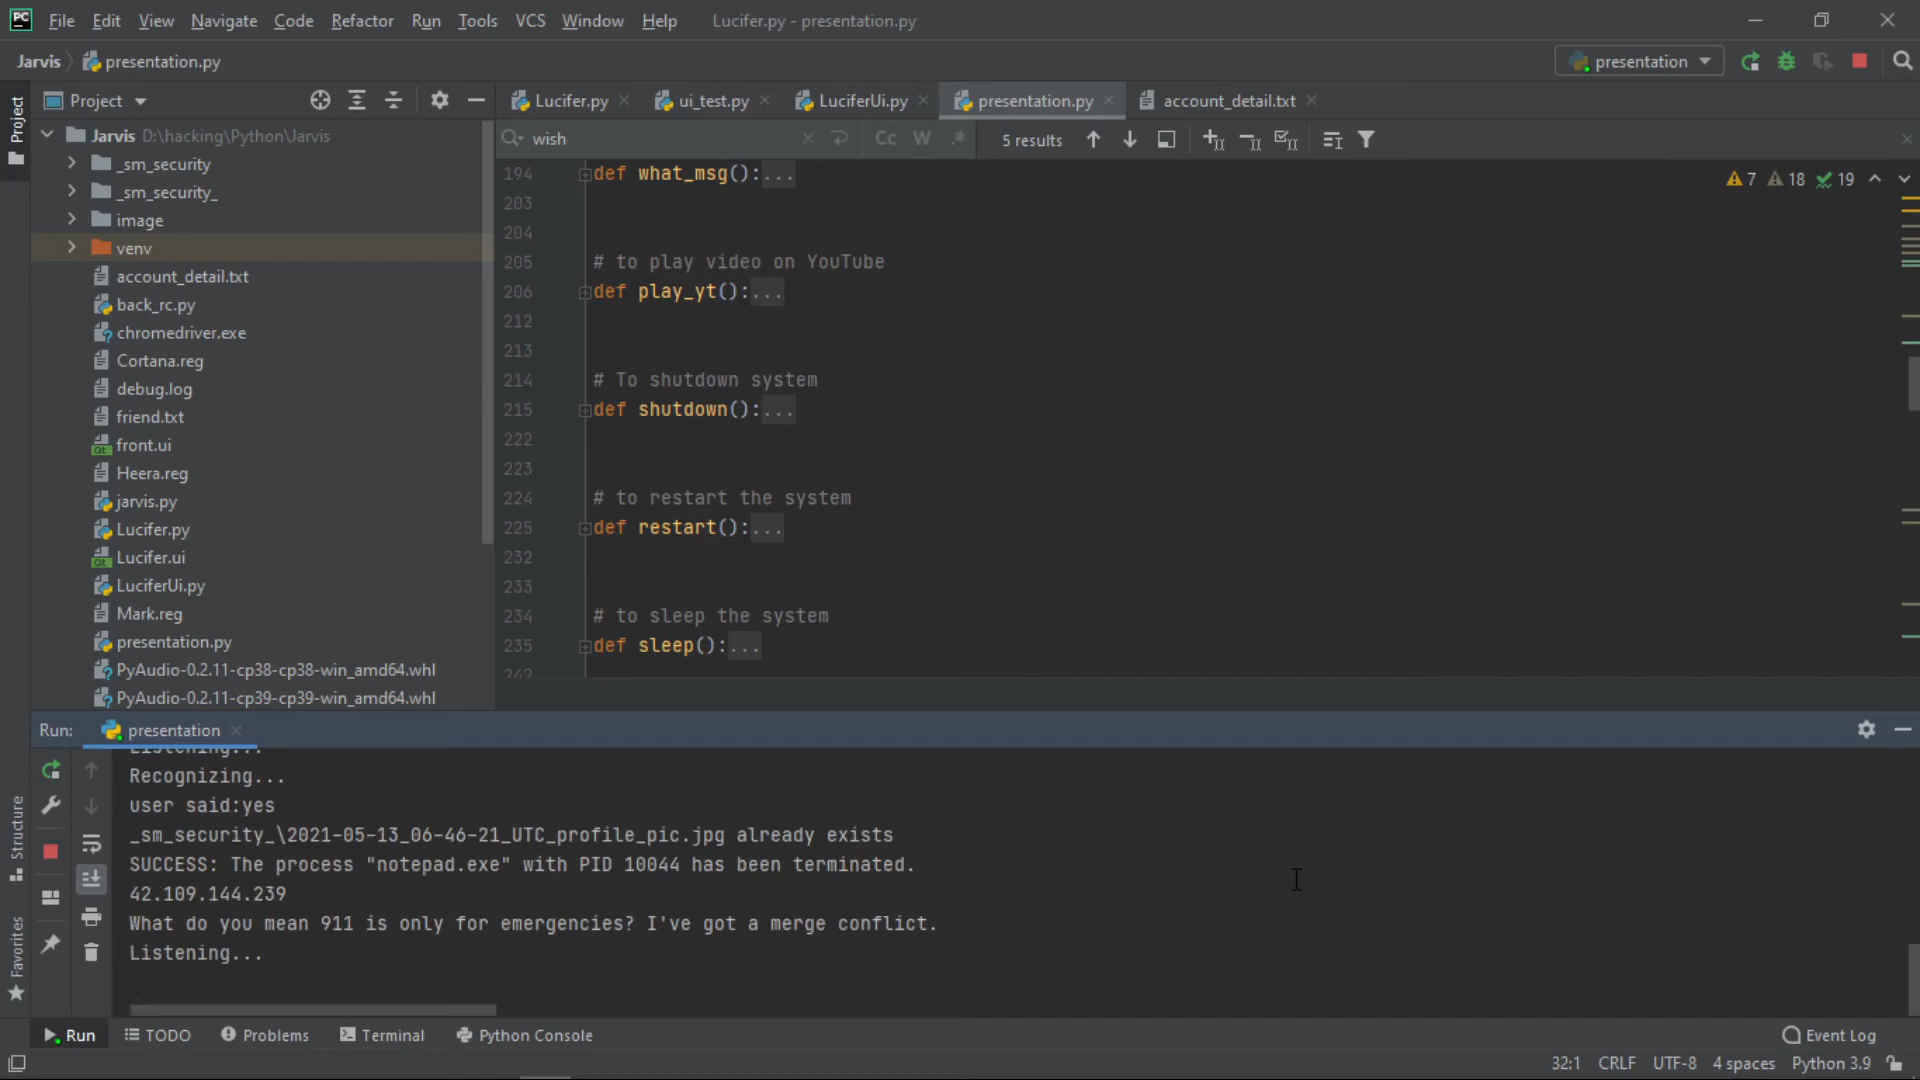 PC File Edit View Navigate Code Refactor Run Tools VCS Window Help Lucifer.py - presentation.py
Jarvis presentation.py presentation
Project Lucifer.py ui_test.py LuciferUi.py presentation.py account_detail.txt
Project
wish Cc W .* 5 results
7 18 19
Jarvis D:\hacking\Python\Jarvis
_sm_security
_sm_security_
image
venv
account_detail.txt
back_rc.py
chromedriver.exe
Cortana.reg
debug.log
friend.txt
front.ui
Heera.reg
jarvis.py
Lucifer.py
Lucifer.ui
LuciferUi.py
Mark.reg
presentation.py
PyAudio-0.2.11-cp38-cp38-win_amd64.whl
PyAudio-0.2.11-cp39-cp39-win_amd64.whl
194 def what_msg():...
203
204
205 # to play video on YouTube
206 def play_yt():...
212
213
214 # To shutdown system
215 def shutdown():...
222
223
224 # to restart the system
225 def restart():...
232
233
234 # to sleep the system
235 def sleep():...
242
Run: presentation
Listening...
Recognizing...
user said:yes
_sm_security_\2021-05-13_06-46-21_UTC_profile_pic.jpg already exists
SUCCESS: The process "notepad.exe" with PID 10044 has been terminated.
42.109.144.239
What do you mean 911 is only for emergencies? I've got a merge conflict.
Listening...
Structure
Favorites
Run TODO Problems Terminal Python Console Event Log
32:1 CRLF UTF-8 4 spaces Python 3.9